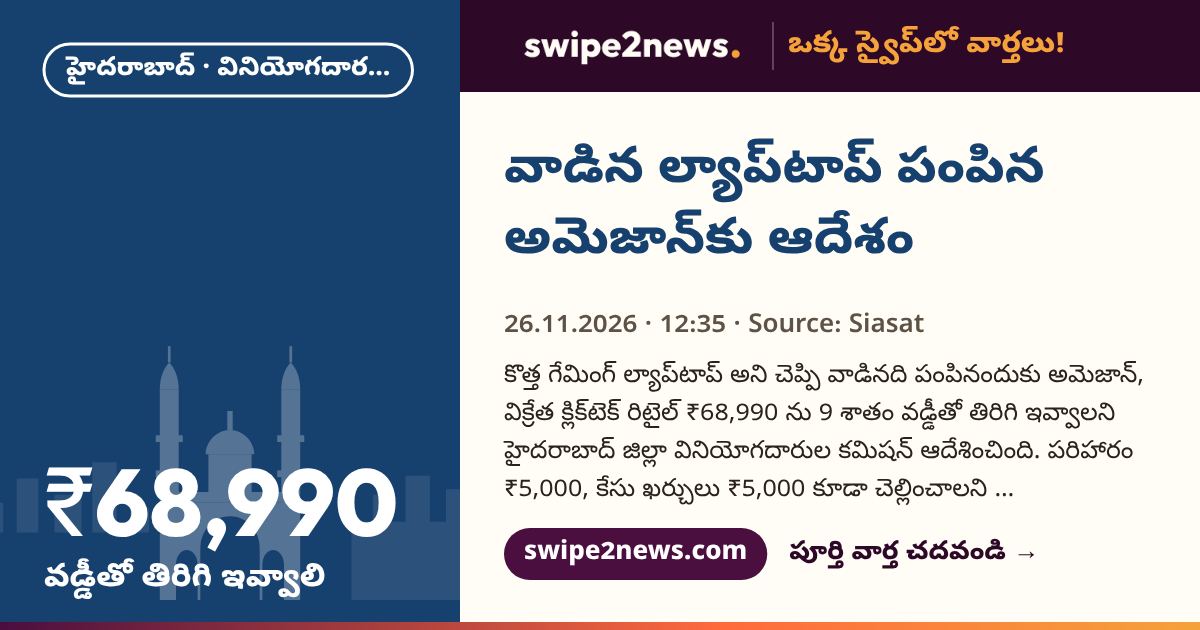 హైదరాబాద్ · వినియోగదార...
swipe2news.
ఒక్క స్వైప్‌లో వార్తలు!
వాడిన ల్యాప్‌టాప్ పంపిన
అమెజాన్‌కు ఆదేశం
26.11.2026 · 12:35 · Source: Siasat
కొత్త గేమింగ్ ల్యాప్‌టాప్ అని చెప్పి వాడినది పంపినందుకు అమెజాన్,
విక్రేత క్లిక్‌టెక్ రిటైల్ ₹68,990 ను 9 శాతం వడ్డీతో తిరిగి ఇవ్వాలని
హైదరాబాద్ జిల్లా వినియోగదారుల కమిషన్ ఆదేశించింది. పరిహారం
₹5,000, కేసు ఖర్చులు ₹5,000 కూడా చెల్లించాలని ...
₹68,990
వడ్డీతో తిరిగి ఇవ్వాలి
swipe2news.com
పూర్తి వార్త చదవండి →